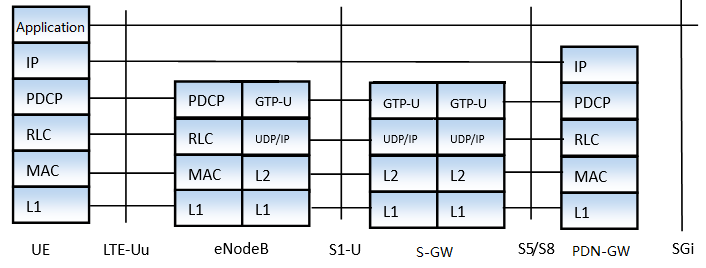 Application
IP
PDCP
RLC
MAC
L1
UE
LTE-Uu
PDCP GTP-U
RLC UDP/IP
MAC L2
L1 L1
eNodeB
S1-U
GTP-U GTP-U
UDP/IP UDP/IP
L2 L2
L1 L1
S-GW
S5/S8
IP
PDCP
RLC
MAC
L1
PDN-GW
SGi